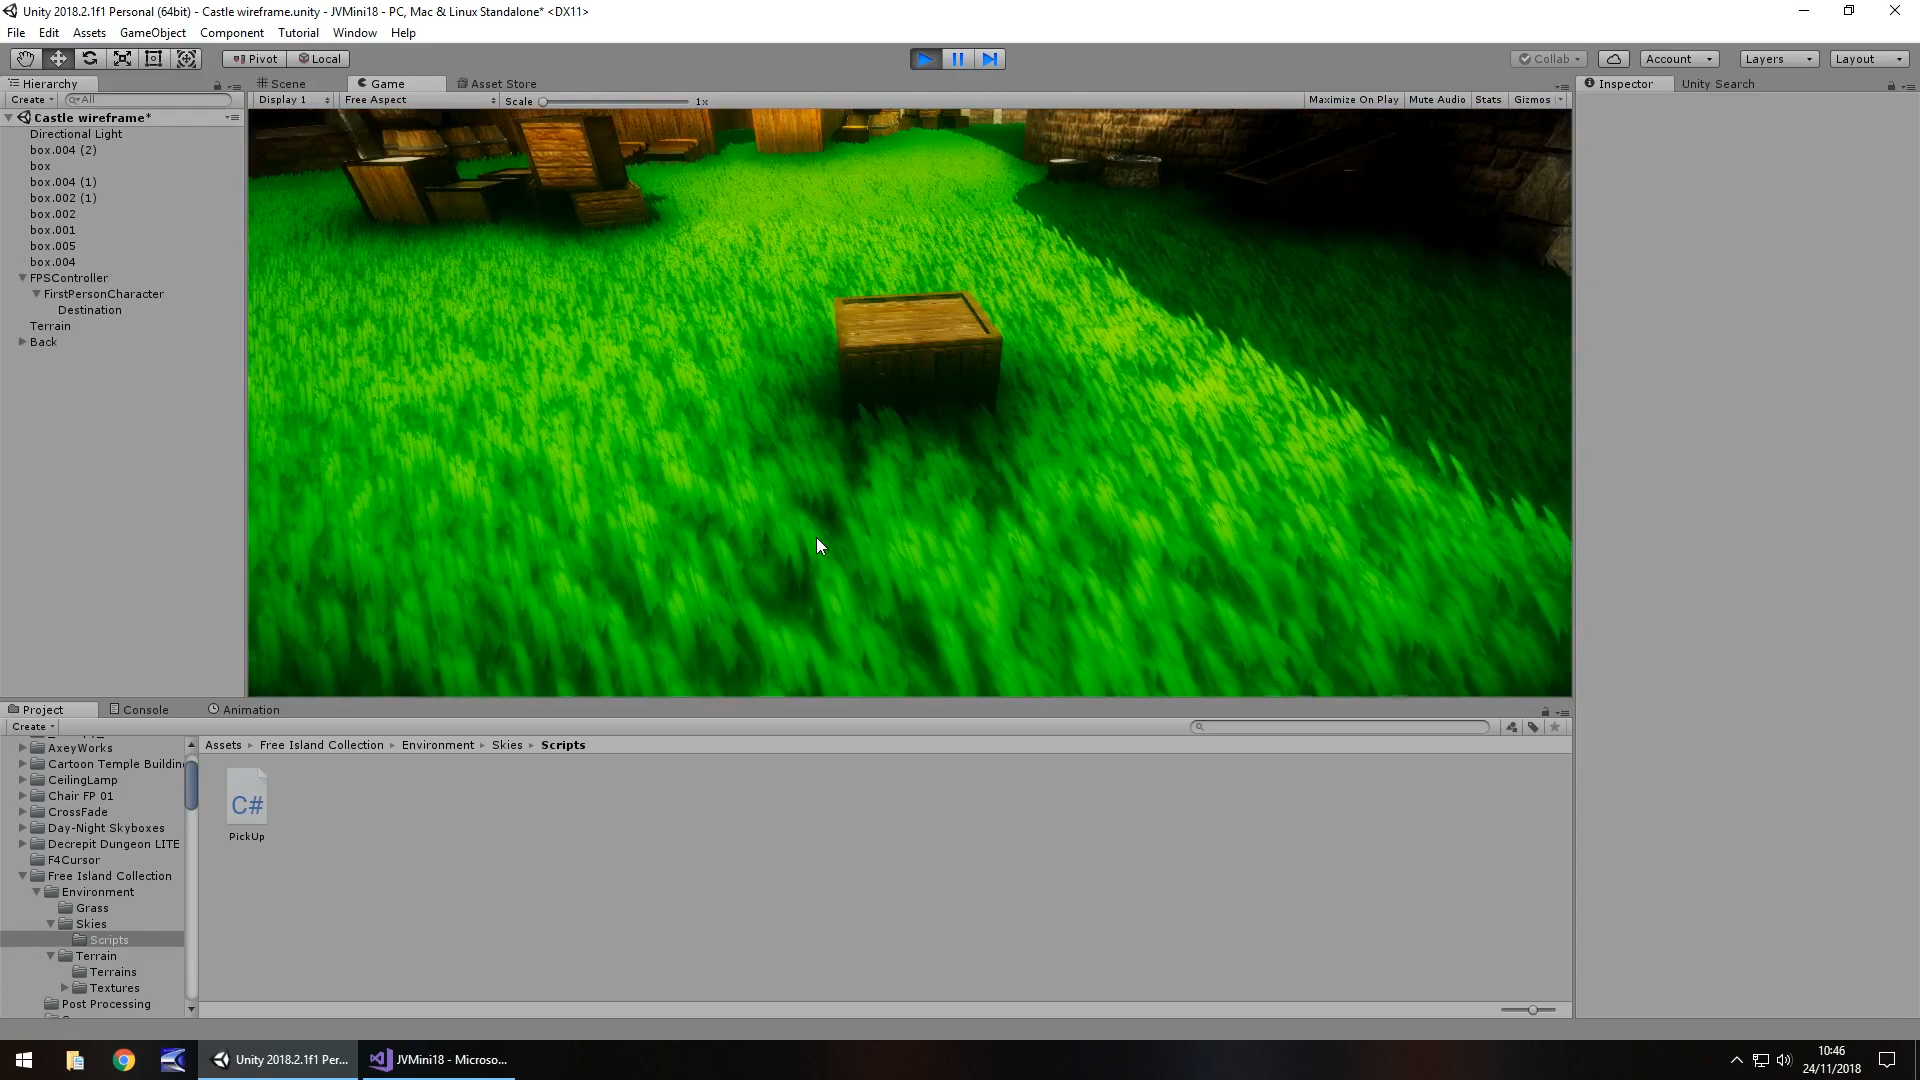 Unity 2018.2.1f1 Personal (64bit) - Castle wireframe.unity - JVMini18 - PC, Mac & Linux Standalone* <DX11>
File Edit Assets GameObject Component Tutorial Window Help
Pivot Local Collab Account Layers Layout
Hierarchy Scene Game Asset Store Inspector Unity Search
Create All Display 1 Free Aspect Scale 1x Maximize On Play Mute Audio Stats Gizmos
Castle wireframe*
Directional Light
box.004 (2)
box
box.004 (1)
box.002 (1)
box.002
box.001
box.005
box.004
FPSController
FirstPersonCharacter
Destination
Terrain
Back
Project Console Animation
Create
Assets Free Island Collection Environment Skies Scripts
AxeyWorks
Cartoon Temple Buildin
CeilingLamp
Chair FP 01
CrossFade
Day-Night Skyboxes
Decrepit Dungeon LITE
F4Cursor
Free Island Collection
Environment
Grass
Skies
Scripts
Terrain
Terrains
Textures
Post Processing
C#
PickUp
Unity 2018.2.1f1 Per... JVMini18 - Microso...
10:46
24/11/2018